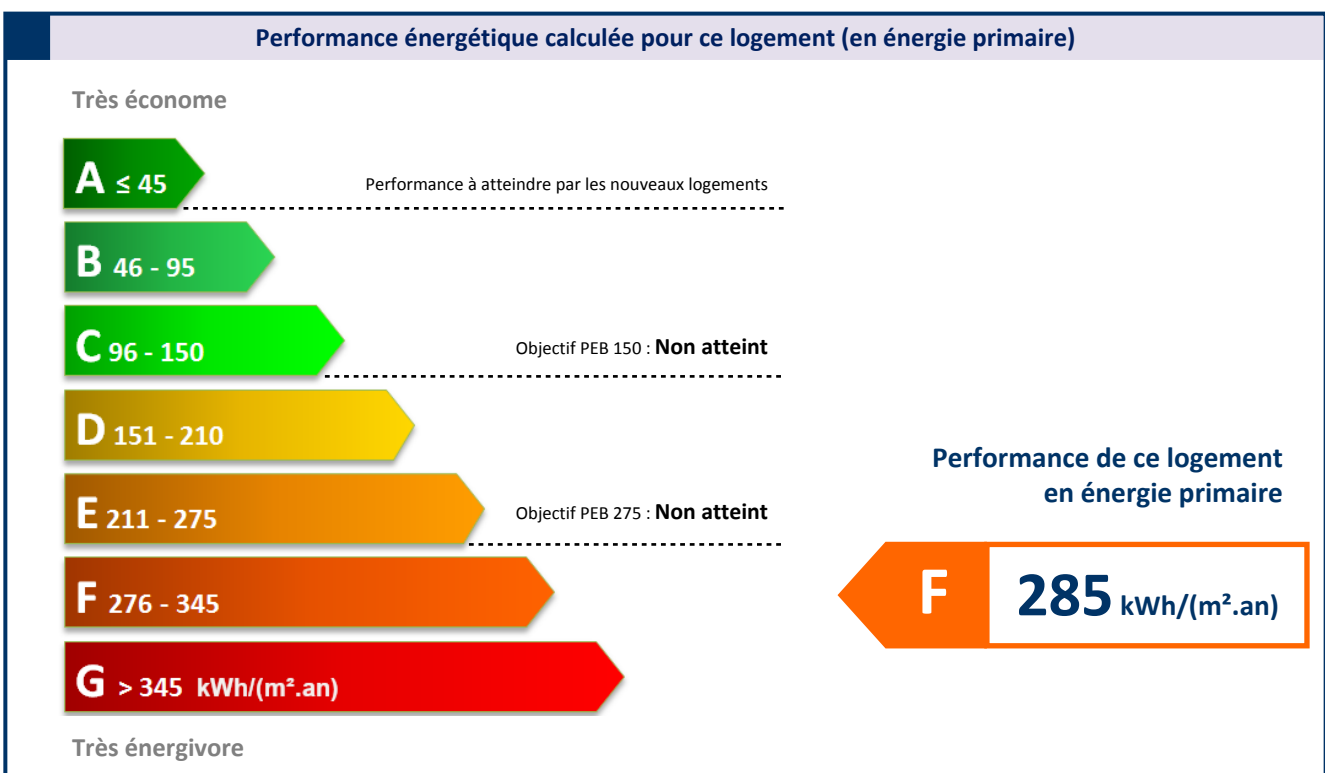 Performance énergétique calculée pour ce logement (en énergie primaire)
Très économe
A ≤ 45
Performance à atteindre par les nouveaux logements
B 46 - 95
C 96 - 150
Objectif PEB 150 : Non atteint
D 151 - 210
E 211 - 275
Objectif PEB 275 : Non atteint
F 276 - 345
G > 345 kWh/(m².an)
Très énergivore
Performance de ce logement
en énergie primaire
F 285 kWh/(m².an)